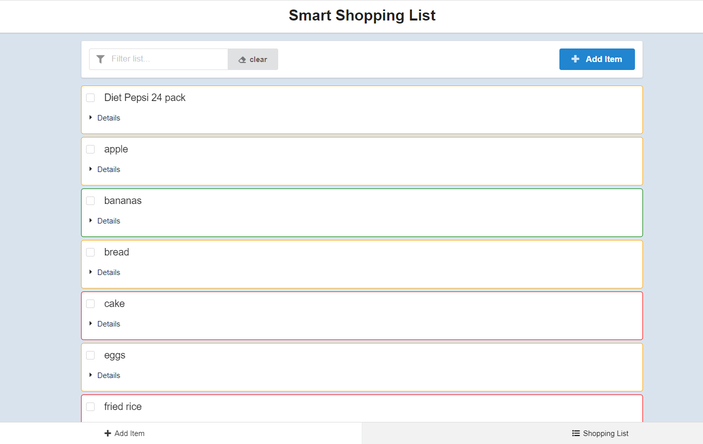 Smart Shopping List
Filter list...
clear
Add Item
Diet Pepsi 24 pack
Details
apple
Details
bananas
Details
bread
Details
cake
Details
eggs
Details
fried rice
Add Item
Shopping List